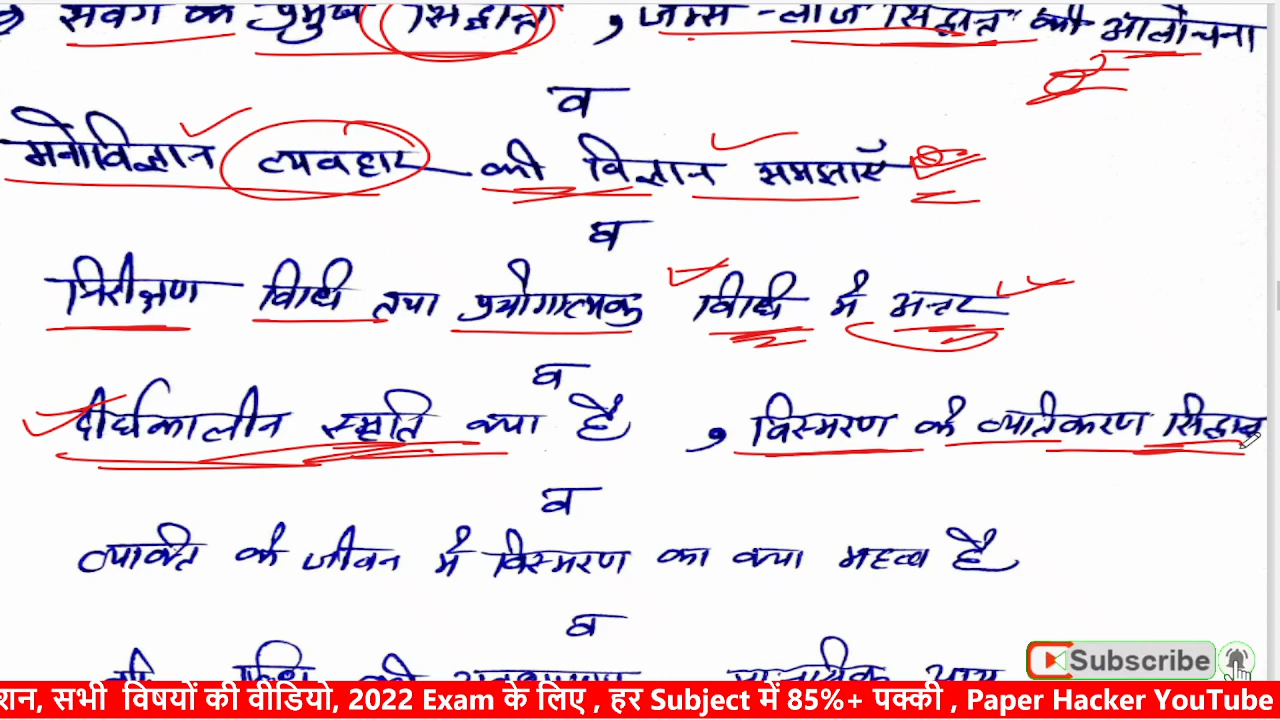 संवेग के प्रमुख सिद्धान्त , जेम्स-लांजे सिद्धान्त की आलोचना
व
मनोविज्ञान व्यवहार की विज्ञान समझाएँ
व
निरीक्षण विधि तथा प्रयोगात्मक विधि में अन्तर
व
दीर्घकालीन स्मृति क्या है , विस्मरण के व्यतिकरण सिद्धान्त
व
व्यक्ति के जीवन में विस्मरण का क्या महत्व है
व
Subscribe
शन, सभी विषयों की वीडियो, 2022 Exam के लिए , हर Subject में 85%+ पक्की , Paper Hacker YouTube